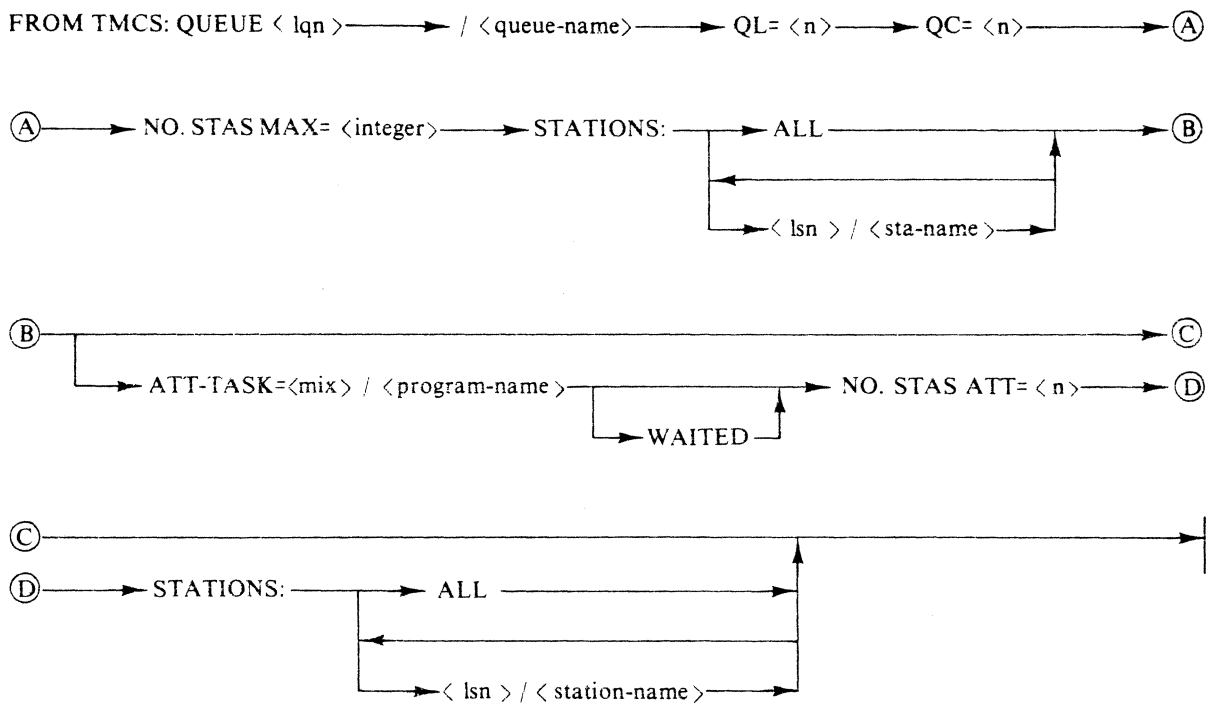 FROM TMCS: QUEUE < lqn > / <queue-name> QL= <n> QC= <n> A
A NO. STAS MAX= <integer> STATIONS: ALL B
< lsn > / <sta-name>
B C
ATT-TASK=<mix> / <program-name> NO. STAS ATT= <n> D
WAITED
C
D STATIONS: ALL
< lsn > / <station-name>